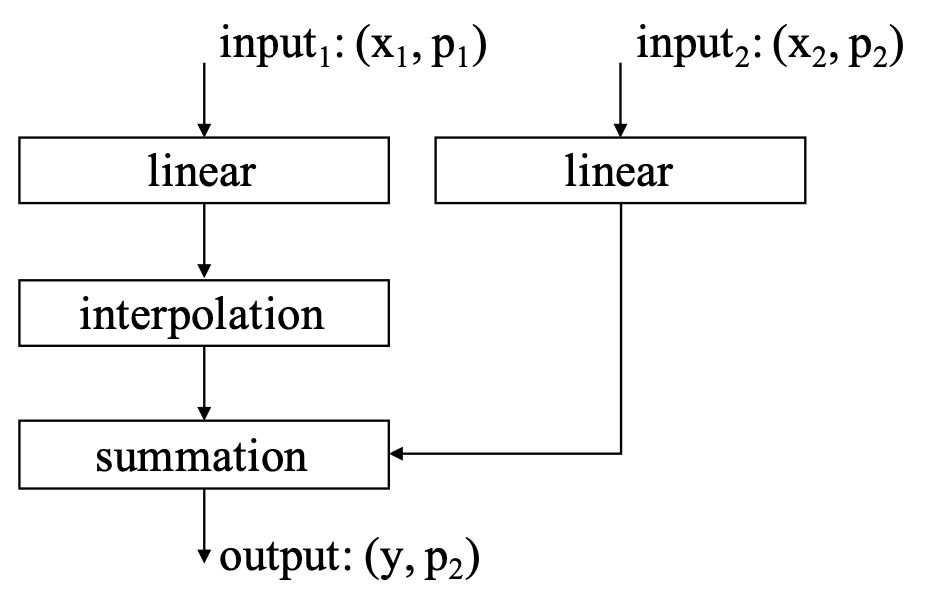 input₁: (x₁, p₁)
input₂: (x₂, p₂)
linear
linear
interpolation
summation
output: (y, p₂)